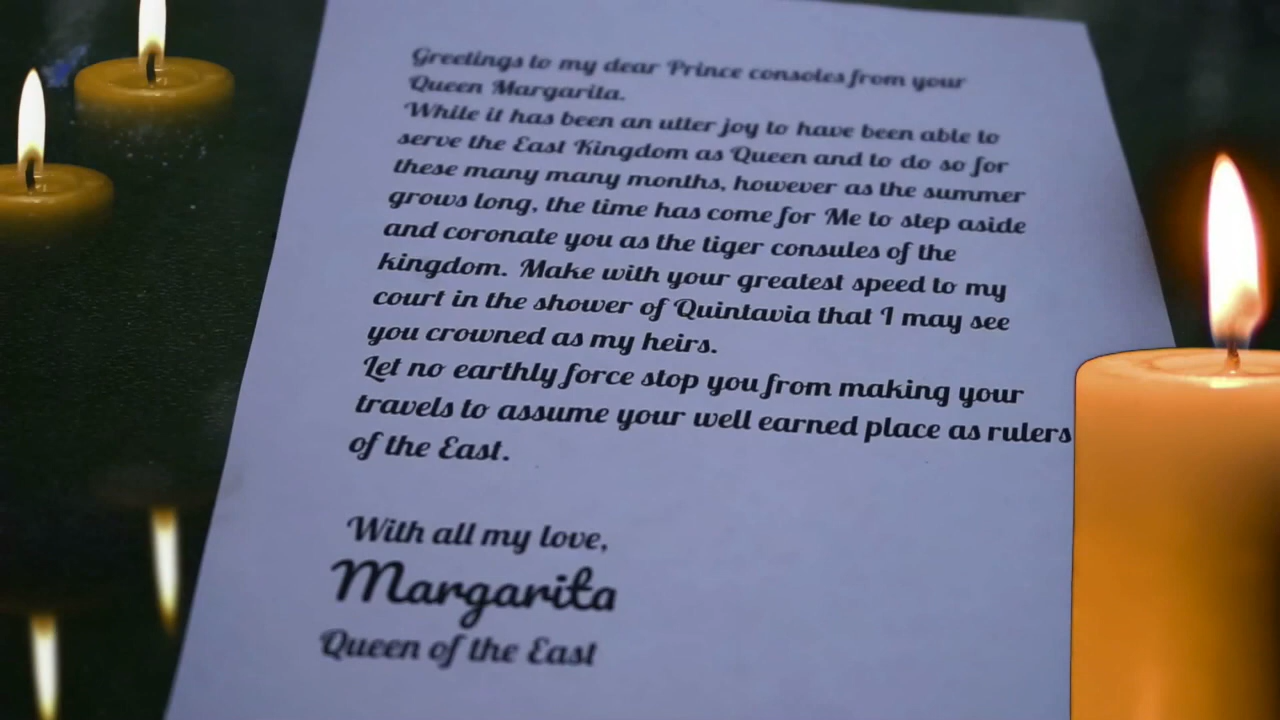 Greetings to my dear Prince consoles from your
Queen Margarita.
While it has been an utter joy to have been able to
serve the East Kingdom as Queen and to do so for
these many many months, however as the summer
grows long, the time has come for Me to step aside
and coronate you as the tiger consules of the
kingdom. Make with your greatest speed to my
court in the shower of Quintavia that I may see
you crowned as my heirs.
Let no earthly force stop you from making your
travels to assume your well earned place as rulers
of the East.
With all my love,
Margarita
Queen of the East